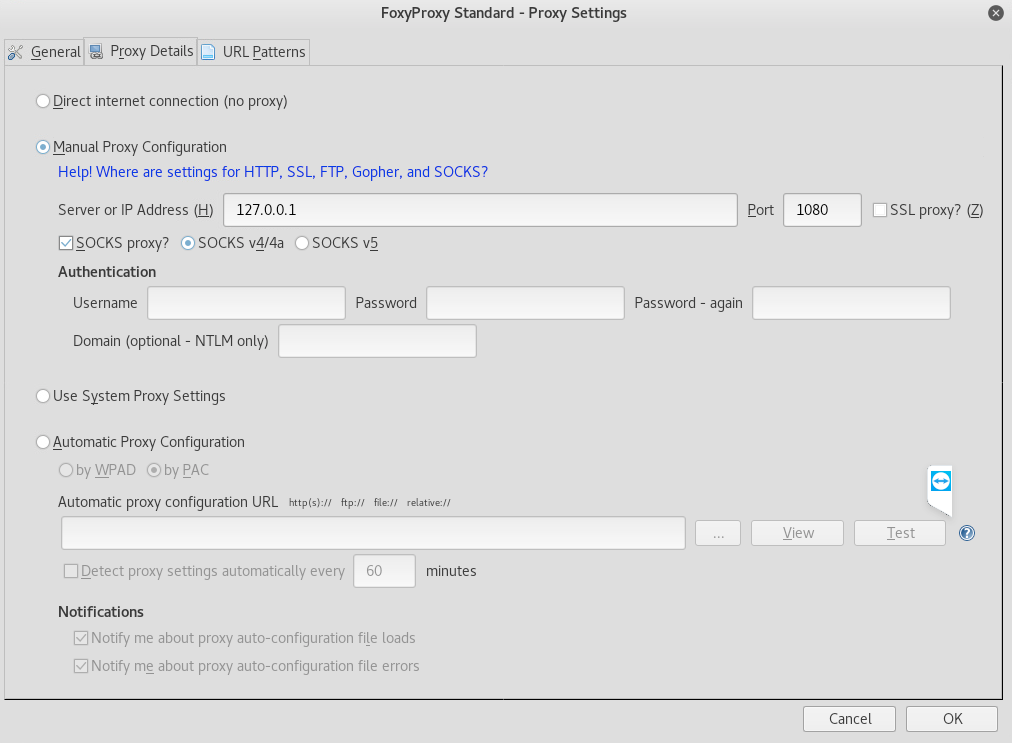 FoxyProxy Standard - Proxy Settings
General Proxy Details URL Patterns
Direct internet connection (no proxy)
Manual Proxy Configuration
Help! Where are settings for HTTP, SSL, FTP, Gopher, and SOCKS?
Server or IP Address (H) 127.0.0.1 Port 1080 SSL proxy? (Z)
SOCKS proxy? SOCKS v4/4a SOCKS v5
Authentication
Username Password Password - again
Domain (optional - NTLM only)
Use System Proxy Settings
Automatic Proxy Configuration
by WPAD by PAC
Automatic proxy configuration URL http(s):// ftp:// file:// relative://
... View Test ?
Detect proxy settings automatically every 60 minutes
Notifications
Notify me about proxy auto-configuration file loads
Notify me about proxy auto-configuration file errors
Cancel OK